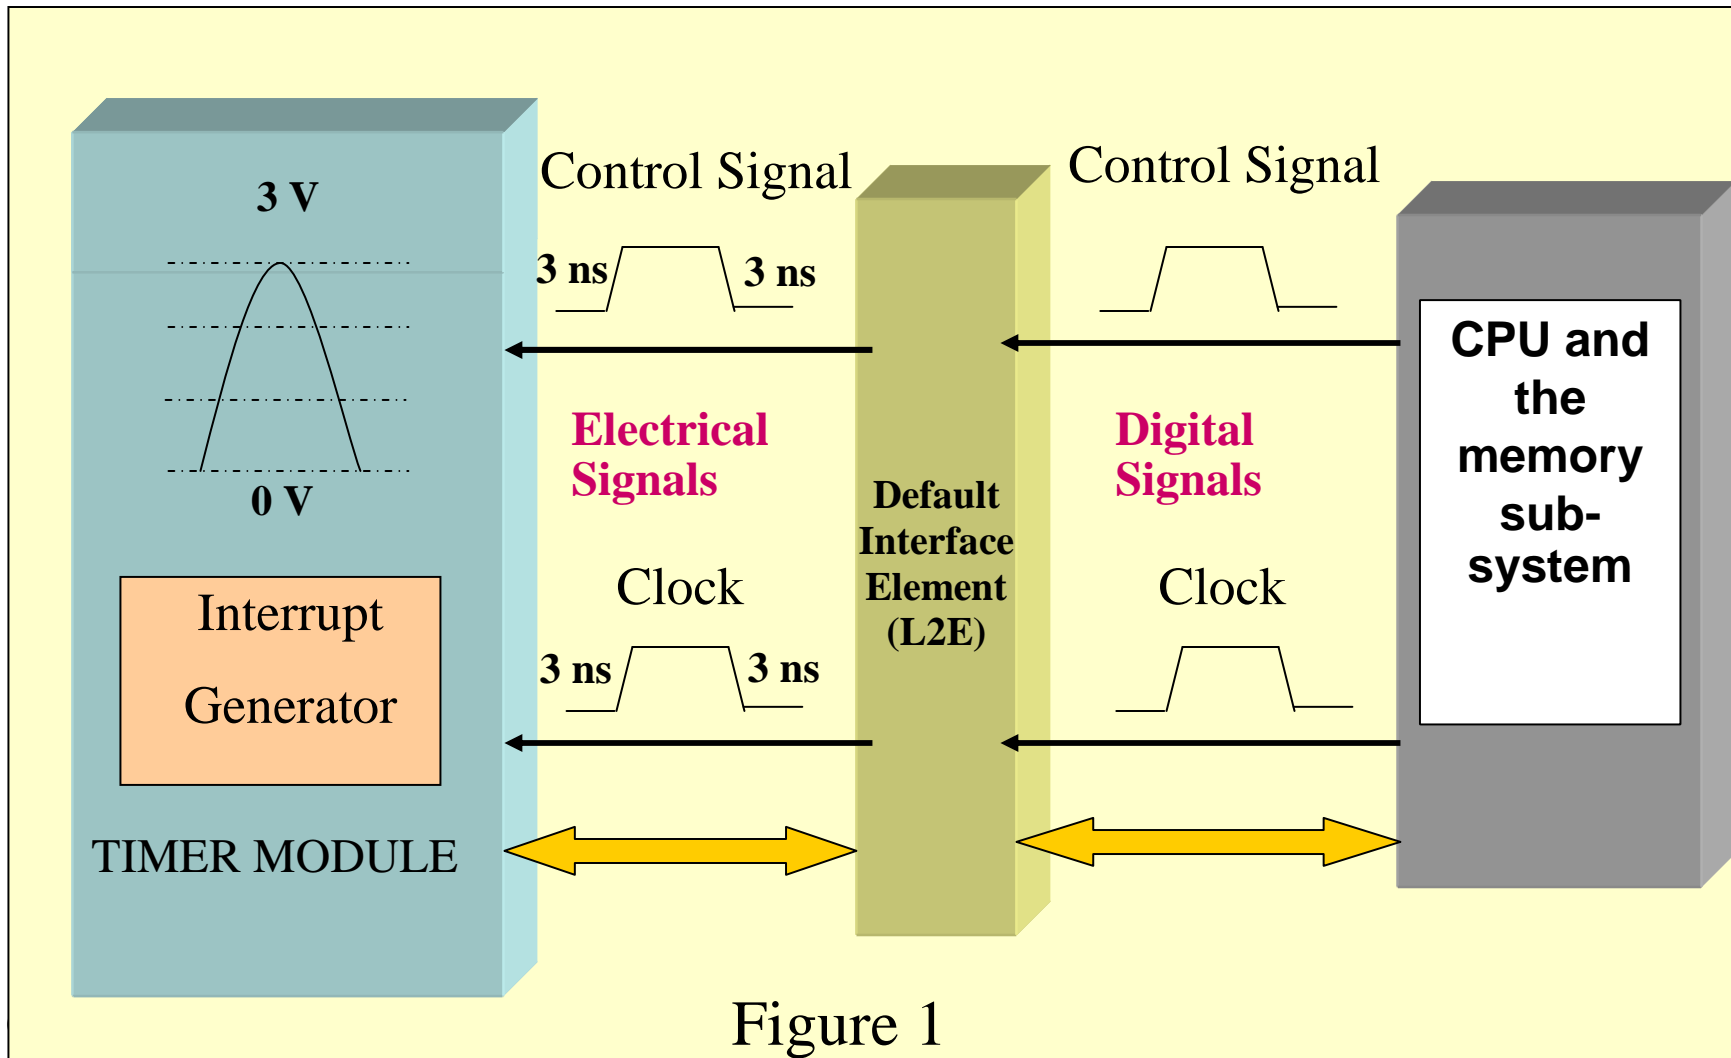 3 V
0 V
Interrupt
Generator
TIMER MODULE
Control Signal
3 ns
3 ns
Electrical
Signals
Clock
3 ns
3 ns
Default
Interface
Element
(L2E)
Control Signal
Digital
Signals
Clock
CPU and
the
memory
sub-
system
Figure 1